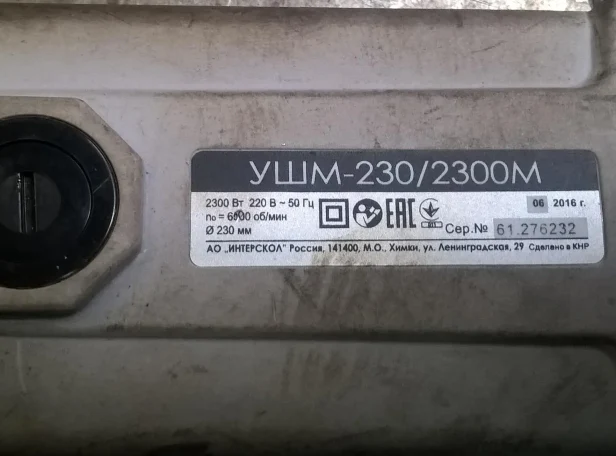 УШМ-230/2300М
2300 Вт 220 В ~ 50 Гц
06 2016 г.
n₀ = 6000 об/мин
EAC
Ø 230 мм
Сер.№ 61.276232
АО „ИНТЕРСКОЛ" Россия, 141400, М.О., Химки, ул. Ленинградская, 29 Сделано в КНР